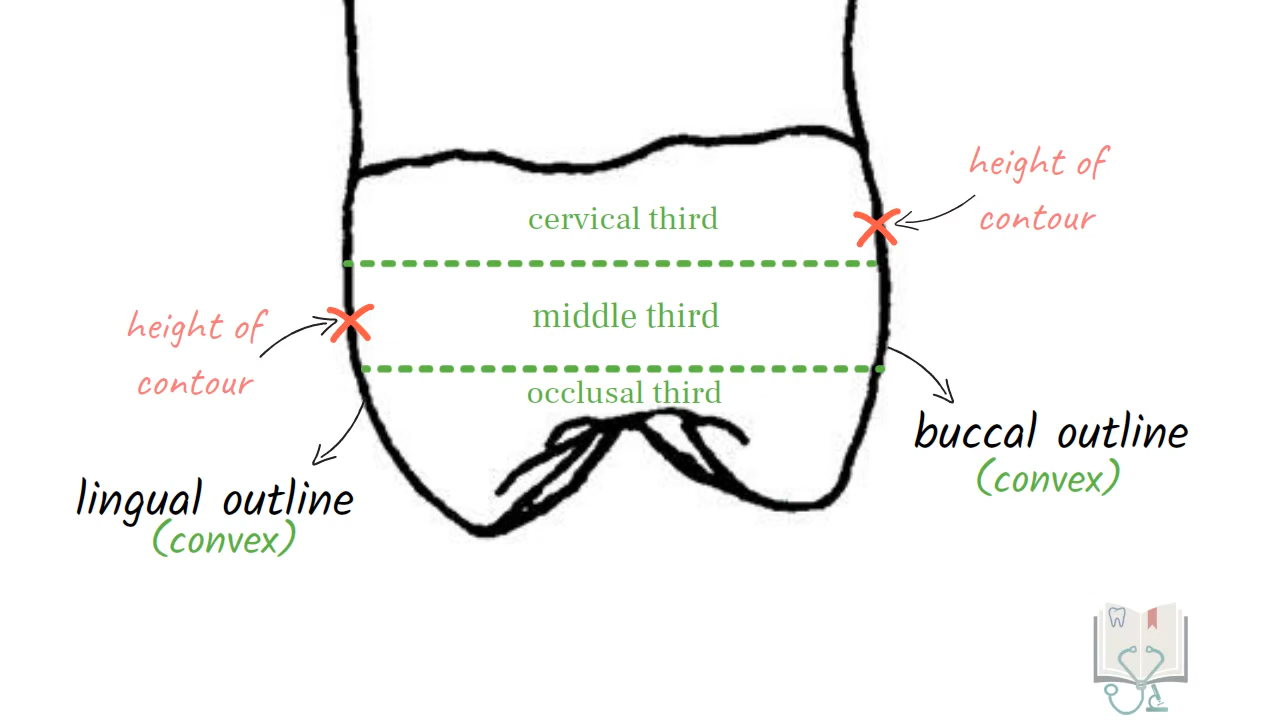 height of
contour
cervical third
middle third
height of
contour
occlusal third
buccal outline
(convex)
lingual outline
(convex)